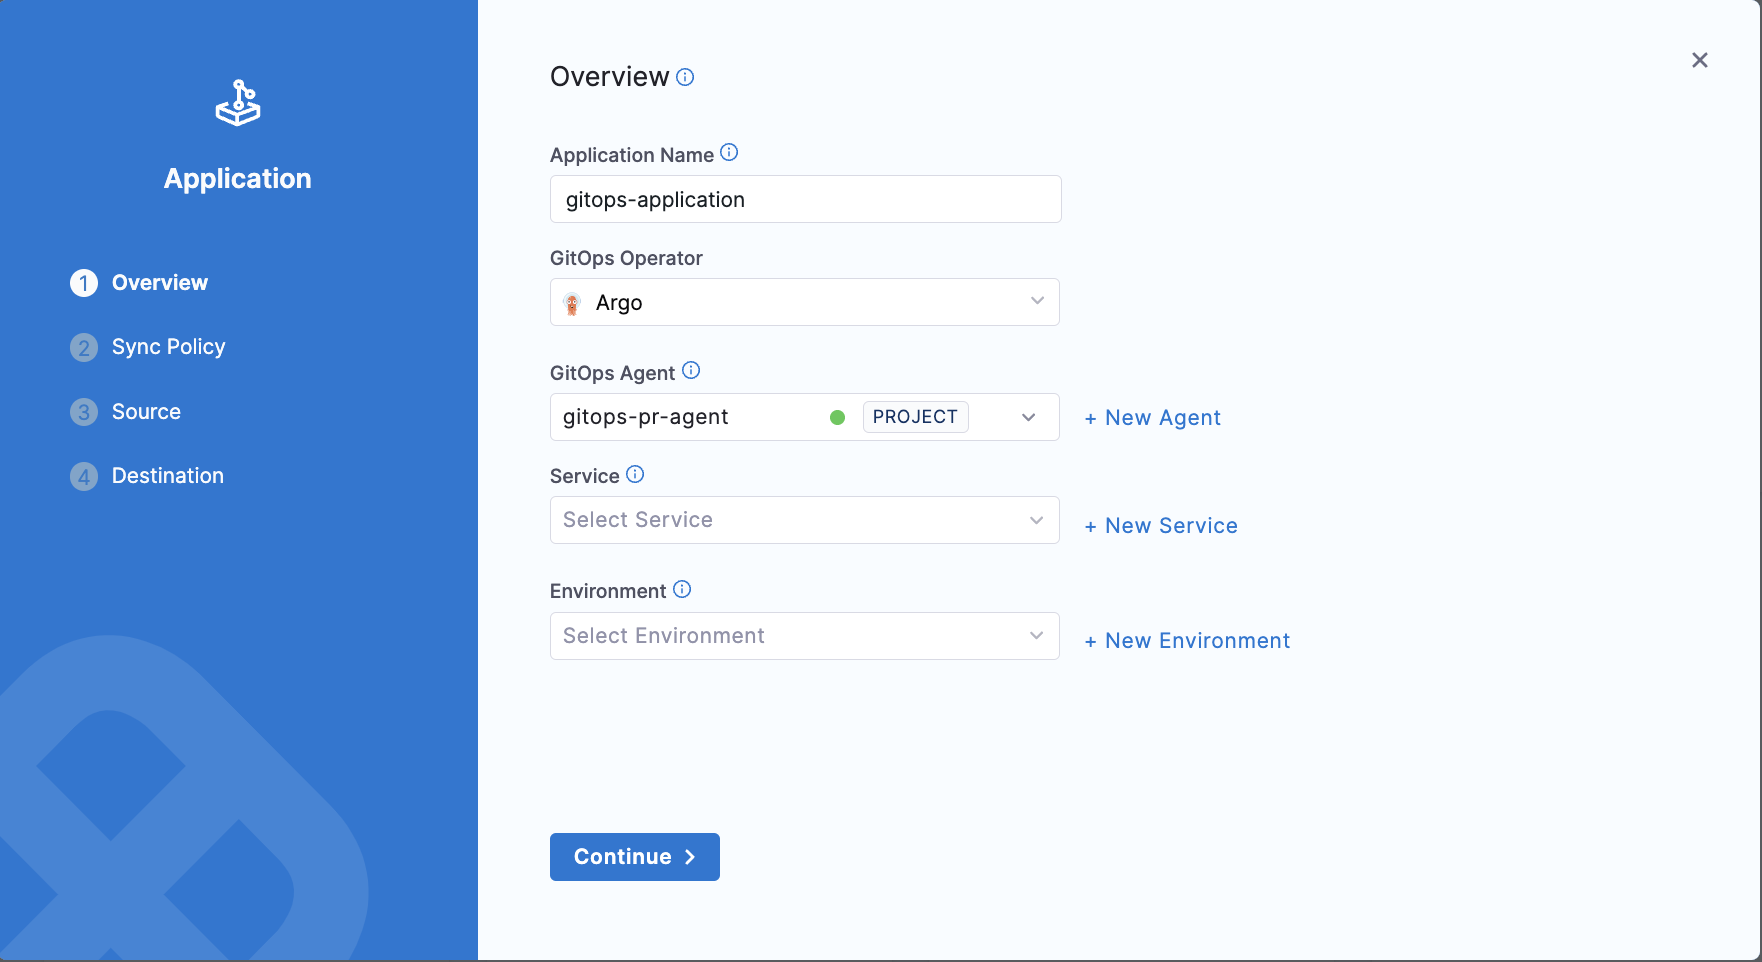 Application
1 Overview
2 Sync Policy
3 Source
4 Destination
Overview
Application Name
gitops-application
GitOps Operator
Argo
GitOps Agent
gitops-pr-agent PROJECT + New Agent
Service
Select Service + New Service
Environment
Select Environment + New Environment
Continue